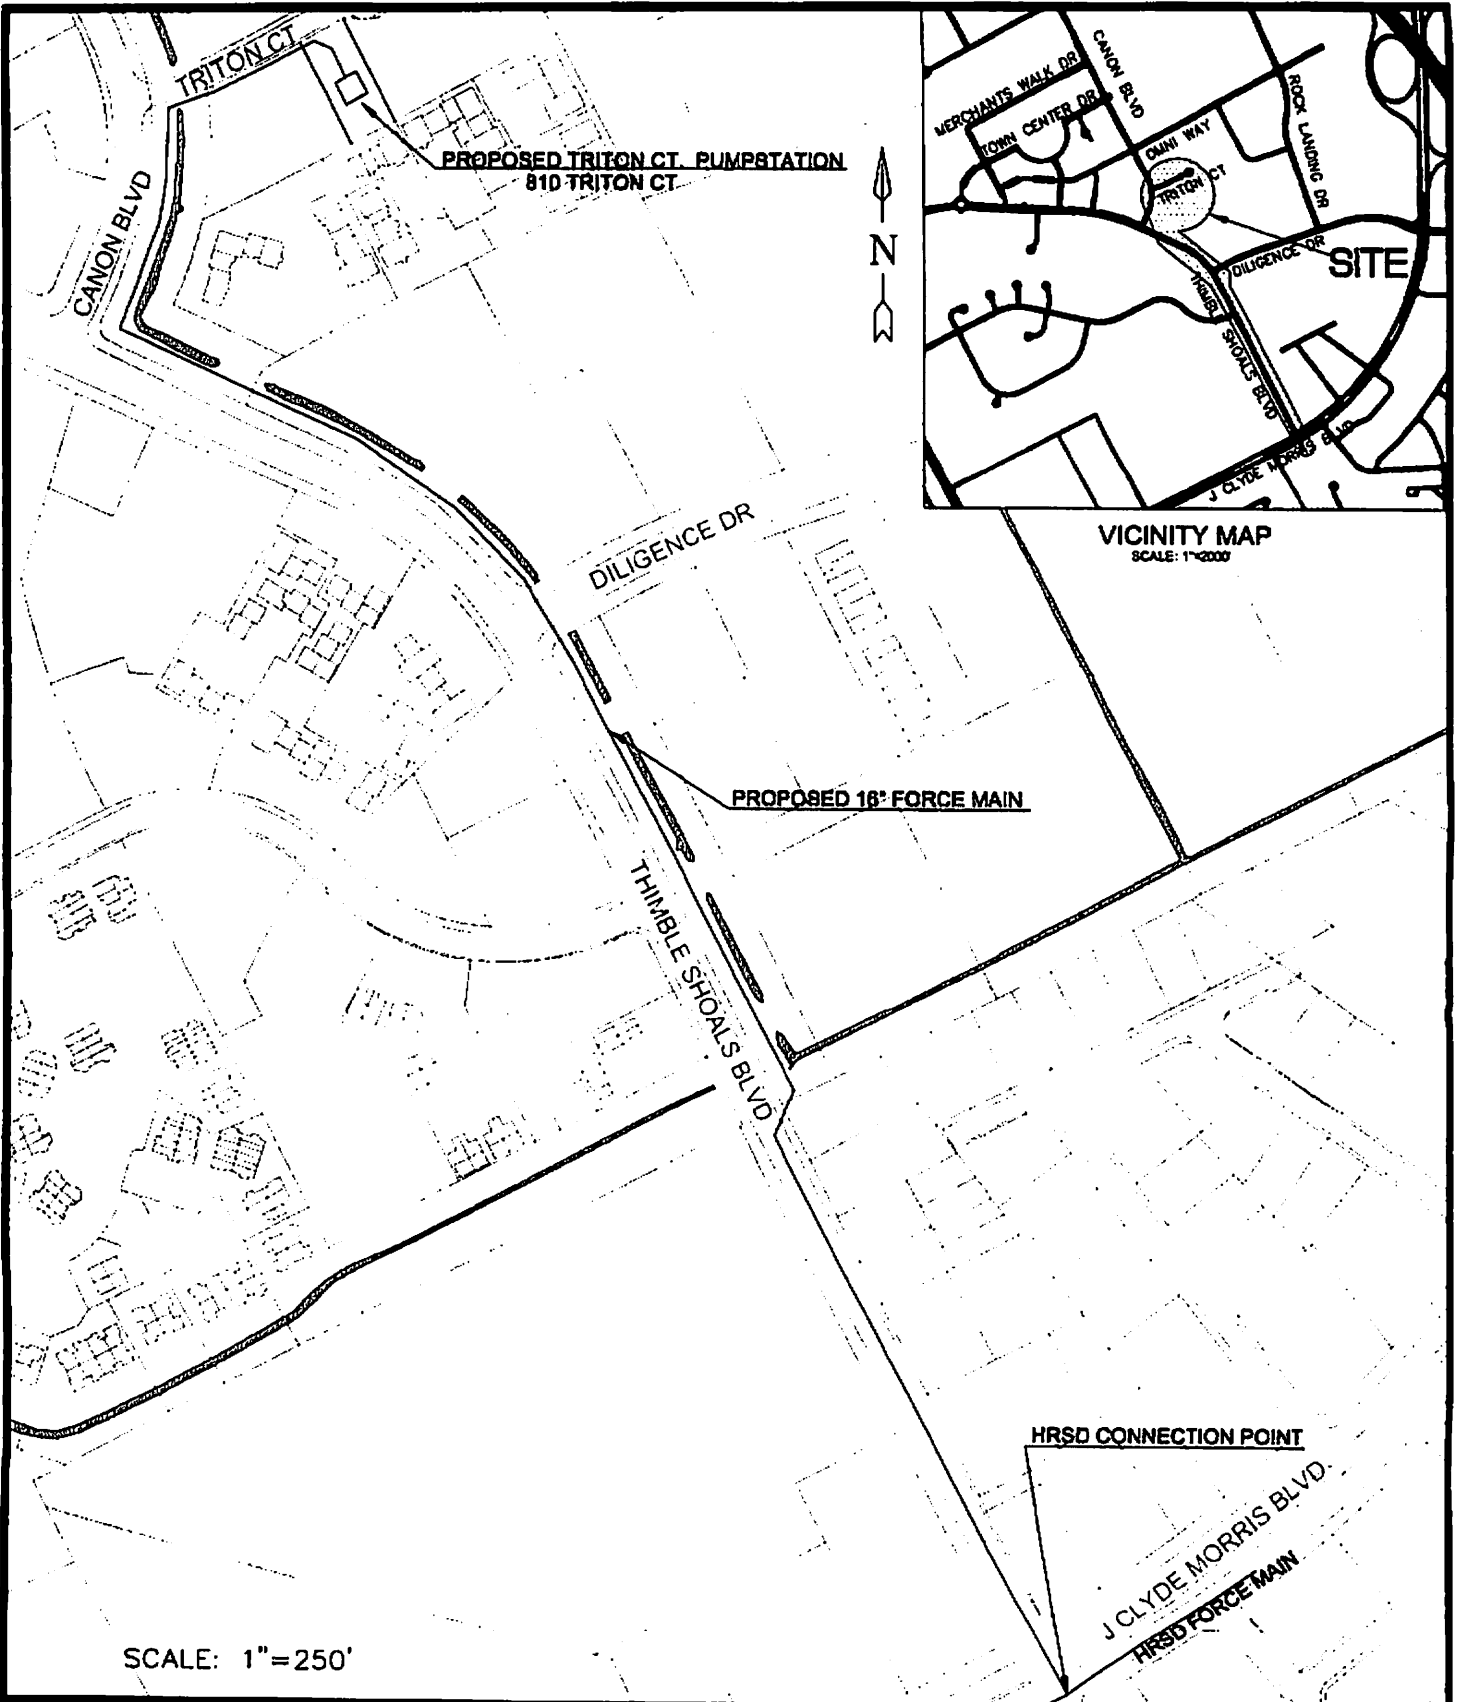 TRITON CT
PROPOSED TRITON CT. PUMPSTATION
810 TRITON CT
CANON BLVD
N
MERCHANTS WALK DR
TOWN CENTER DR
CANON BLVD
OMNI WAY
ROCK LANDING DR
TRITON CT
DILIGENCE DR
SITE
THIMBLE SHOALS BLVD
J CLYDE MORRIS BLVD
VICINITY MAP
SCALE: 1"=2000'
DILIGENCE DR
PROPOSED 16" FORCE MAIN
THIMBLE SHOALS BLVD
HRSD CONNECTION POINT
J CLYDE MORRIS BLVD.
HRSD FORCE MAIN
SCALE: 1"=250'